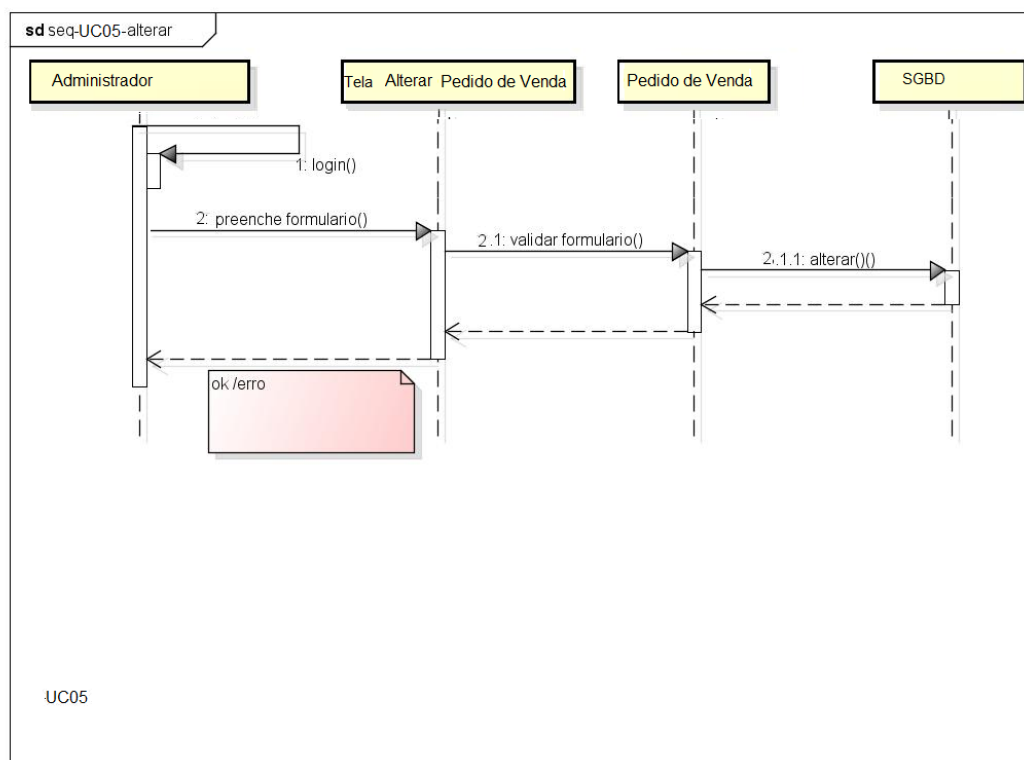 sd seq-UC05-alterar
Administrador
Tela Alterar Pedido de Venda
Pedido de Venda
SGBD
1: login()
2: preenche formulario()
2.1: validar formulario()
2.1.1: alterar()()
ok /erro
-UC05